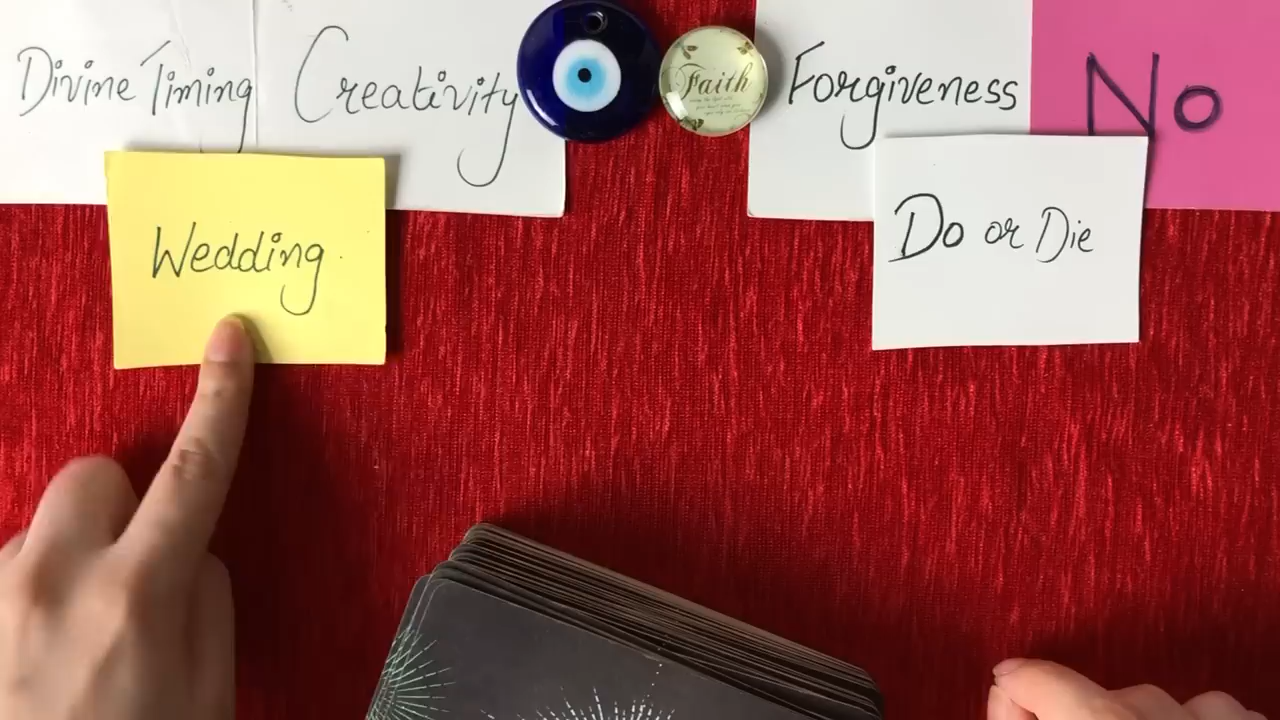 Divine Timing
Creativity
Faith
Forgiveness
No
Wedding
Do or Die